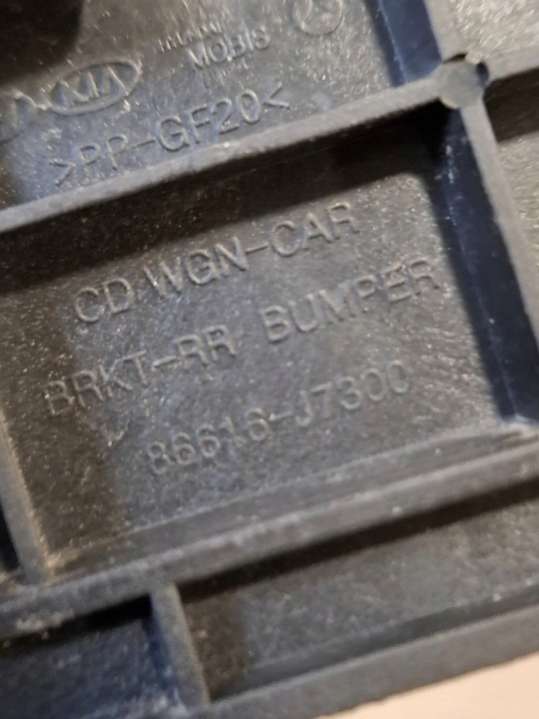 MOBIS
KIA
>PP-GF20<
CD WGN-CAR
BRKT-RR BUMPER
86616-J7300